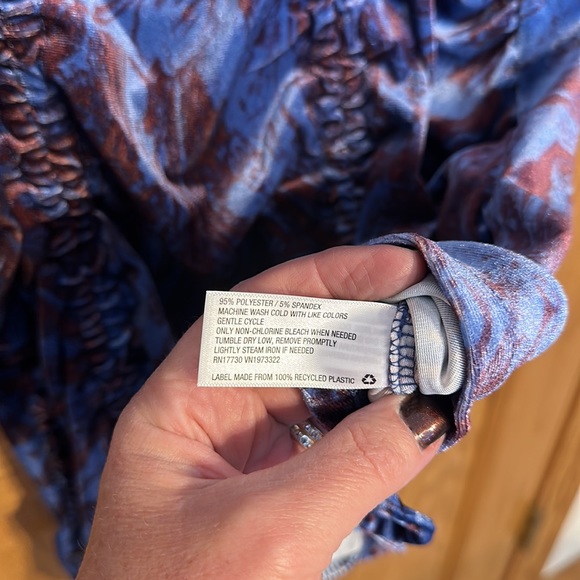 95% POLYESTER / 5% SPANDEX
MACHINE WASH COLD WITH LIKE COLORS
GENTLE CYCLE
ONLY NON-CHLORINE BLEACH WHEN NEEDED
TUMBLE DRY LOW, REMOVE PROMPTLY
LIGHTLY STEAM IRON IF NEEDED
RN17730 VN1973322
LABEL MADE FROM 100% RECYCLED PLASTIC